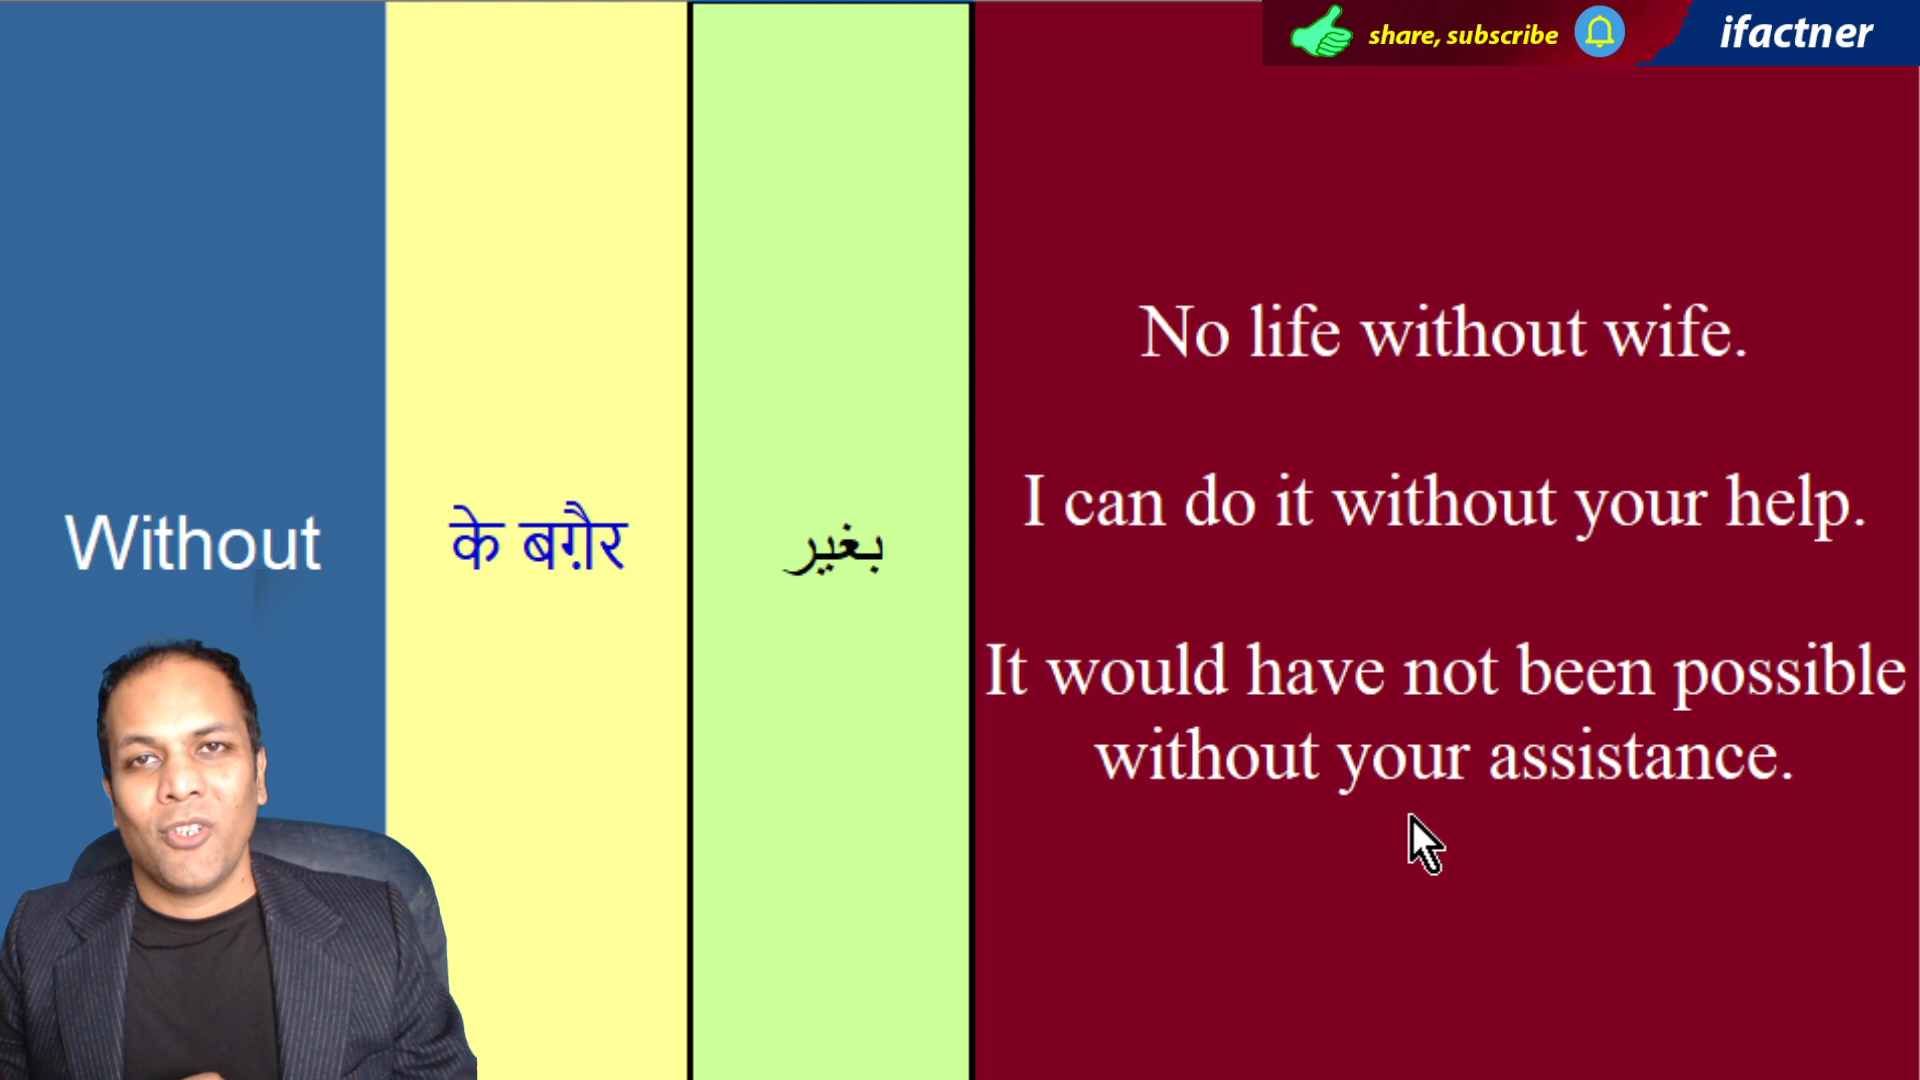 share, subscribe
ifactner
Without
के बग़ैर
بغیر
No life without wife.
I can do it without your help.
It would have not been possible
without your assistance.